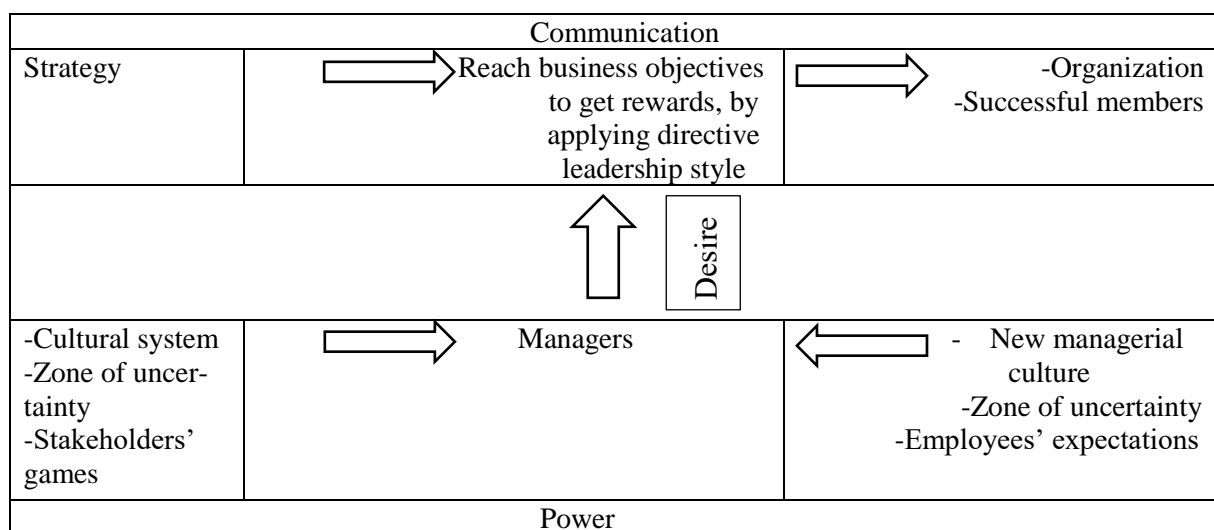 Communication
Strategy
Reach business objectives
to get rewards, by
applying directive
leadership style
-Organization
-Successful members
Desire
-Cultural system
-Zone of uncer-
tainty
-Stakeholders’
games
Managers
- New managerial
culture
-Zone of uncertainty
-Employees’ expectations
Power